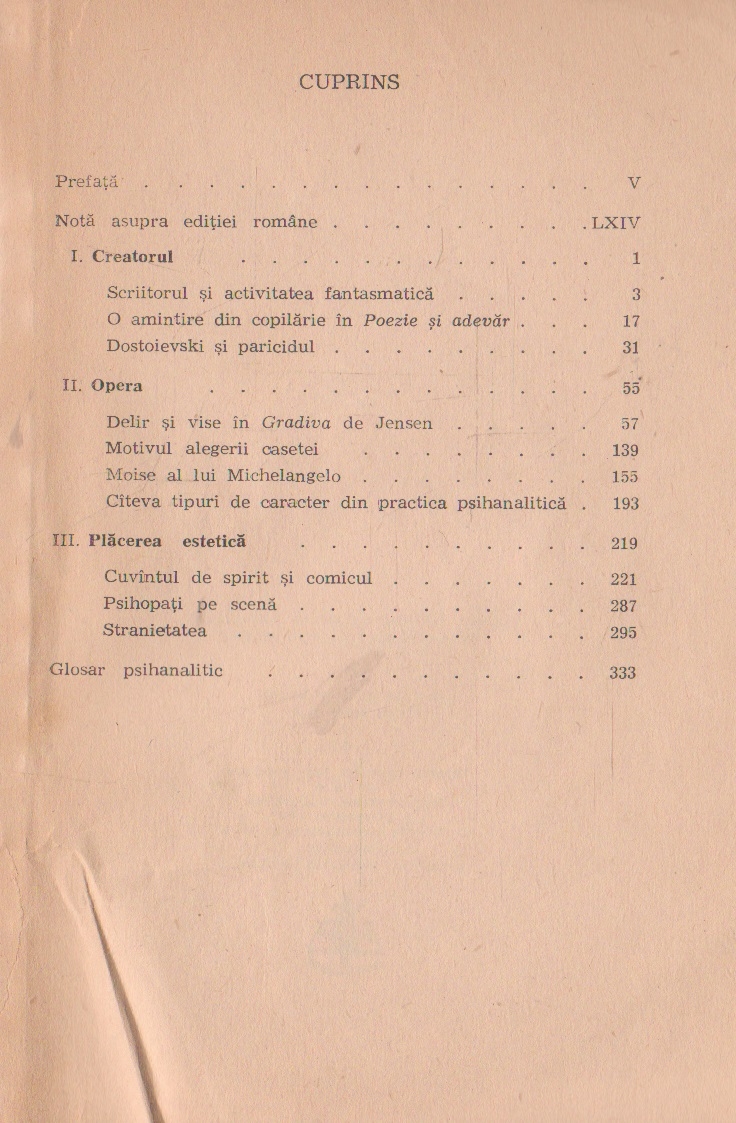 CUPRINS
Prefață . . . . . . . . . . . . . . . V
Notă asupra ediției române . . . . . . . . . LXIV
I. Creatorul . . . . . . . . . . . . 1
Scriitorul și activitatea fantasmatică . . . . . 3
O amintire din copilărie în Poezie și adevăr . . . 17
Dostoievski și paricidul . . . . . . . . . 31
II. Opera . . . . . . . . . . . . . 55
Delir și vise în Gradiva de Jensen . . . . . 57
Motivul alegerii casetei . . . . . . . . 139
Moise al lui Michelangelo . . . . . . . . 155
Cîteva tipuri de caracter din practica psihanalitică . 193
III. Plăcerea estetică . . . . . . . . . . 219
Cuvîntul de spirit și comicul . . . . . . . 221
Psihopați pe scenă . . . . . . . . . . 287
Stranietatea . . . . . . . . . . . . 295
Glosar psihanalitic . . . . . . . . . . . 333